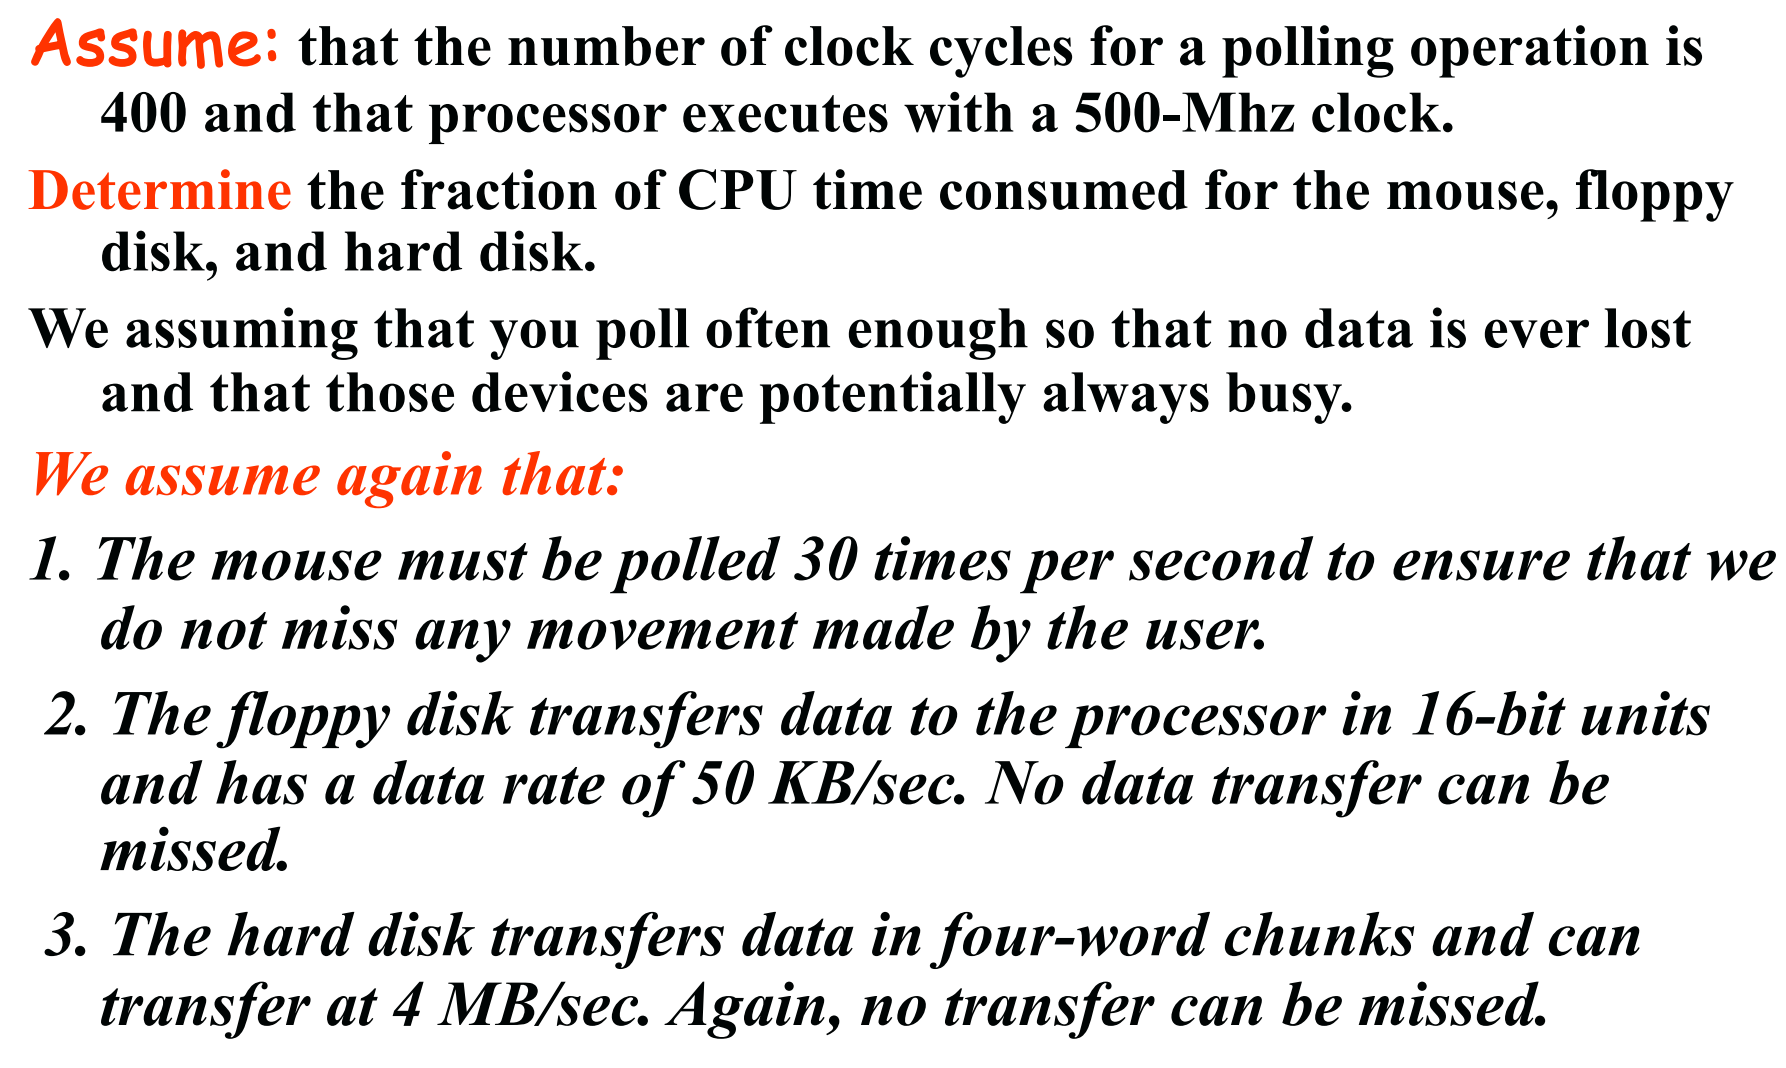 Assume: that the number of clock cycles for a polling operation is
400 and that processor executes with a 500-Mhz clock.
Determine the fraction of CPU time consumed for the mouse, floppy
disk, and hard disk.
We assuming that you poll often enough so that no data is ever lost
and that those devices are potentially always busy.
We assume again that:
1. The mouse must be polled 30 times per second to ensure that we
do not miss any movement made by the user.
2. The floppy disk transfers data to the processor in 16-bit units
and has a data rate of 50 KB/sec. No data transfer can be
missed.
3. The hard disk transfers data in four-word chunks and can
transfer at 4 MB/sec. Again, no transfer can be missed.